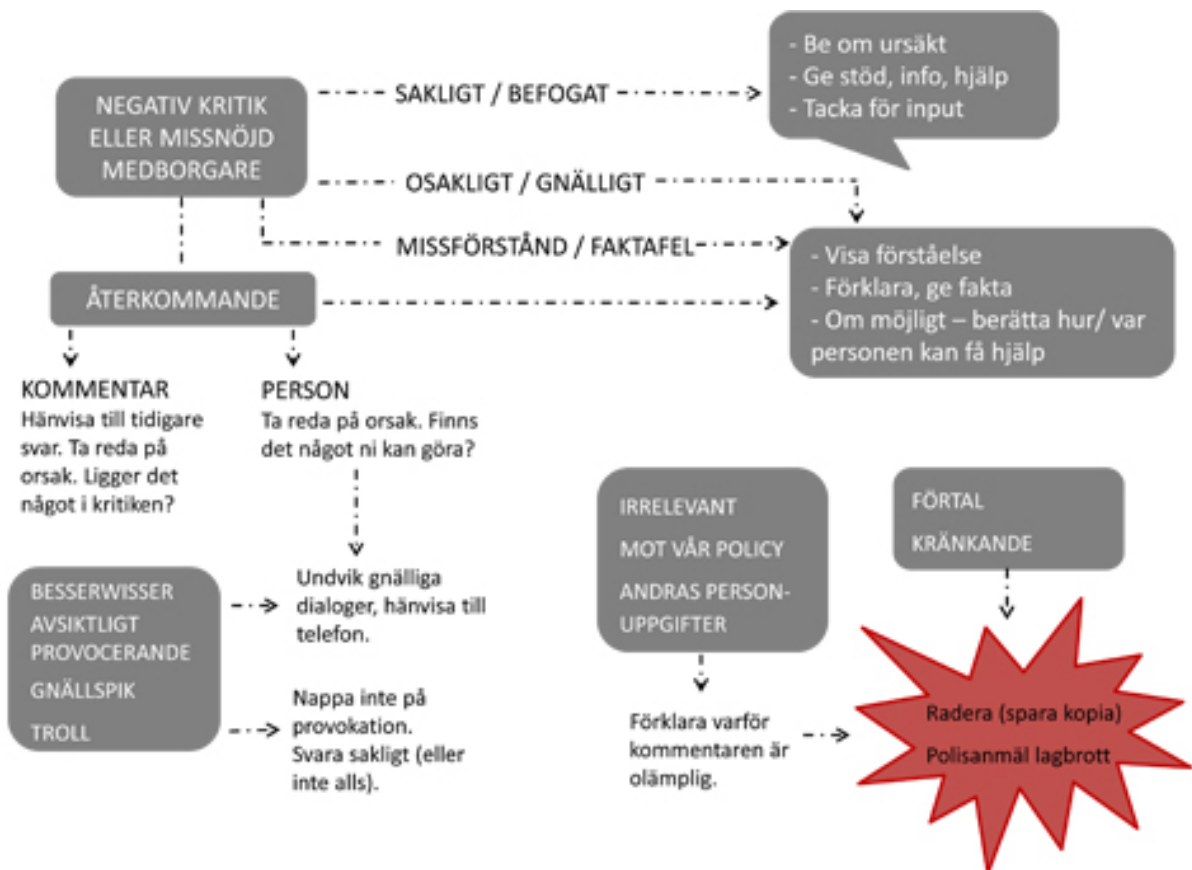 NEGATIV KRITIK
ELLER MISSNÖJD
MEDBORGARE
SAKLIGT / BEFOGAT
- Be om ursäkt
- Ge stöd, info, hjälp
- Tacka för input
OSAKLIGT / GNÄLLIGT
MISSFÖRSTÅND / FAKTAFEL
- Visa förståelse
- Förklara, ge fakta
- Om möjligt – berätta hur/ var
personen kan få hjälp
ÅTERKOMMANDE
KOMMENTAR
Hänvisa till tidigare
svar. Ta reda på
orsak. Ligger det
något i kritiken?
PERSON
Ta reda på orsak. Finns
det något ni kan göra?
BESSERWISSER
AVSIKTLIGT
PROVOCERANDE
GNÄLLSPIK
TROLL
Undvik gnälliga
dialoger, hänvisa till
telefon.
Nappa inte på
provokation.
Svara sakligt (eller
inte alls).
IRRELEVANT
MOT VÅR POLICY
ANDRAS PERSON-
UPPGIFTER
Förklara varför
kommentaren är
olämplig.
FÖRTAL
KRÄNKANDE
Radera (spara kopia)
Polisanmäl lagbrott